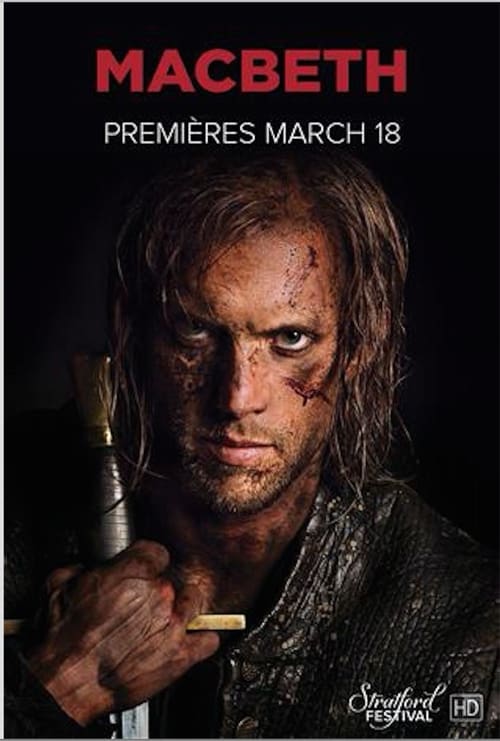 MACBETH
PREMIÈRES MARCH 18
Stratford
FESTIVAL
HD